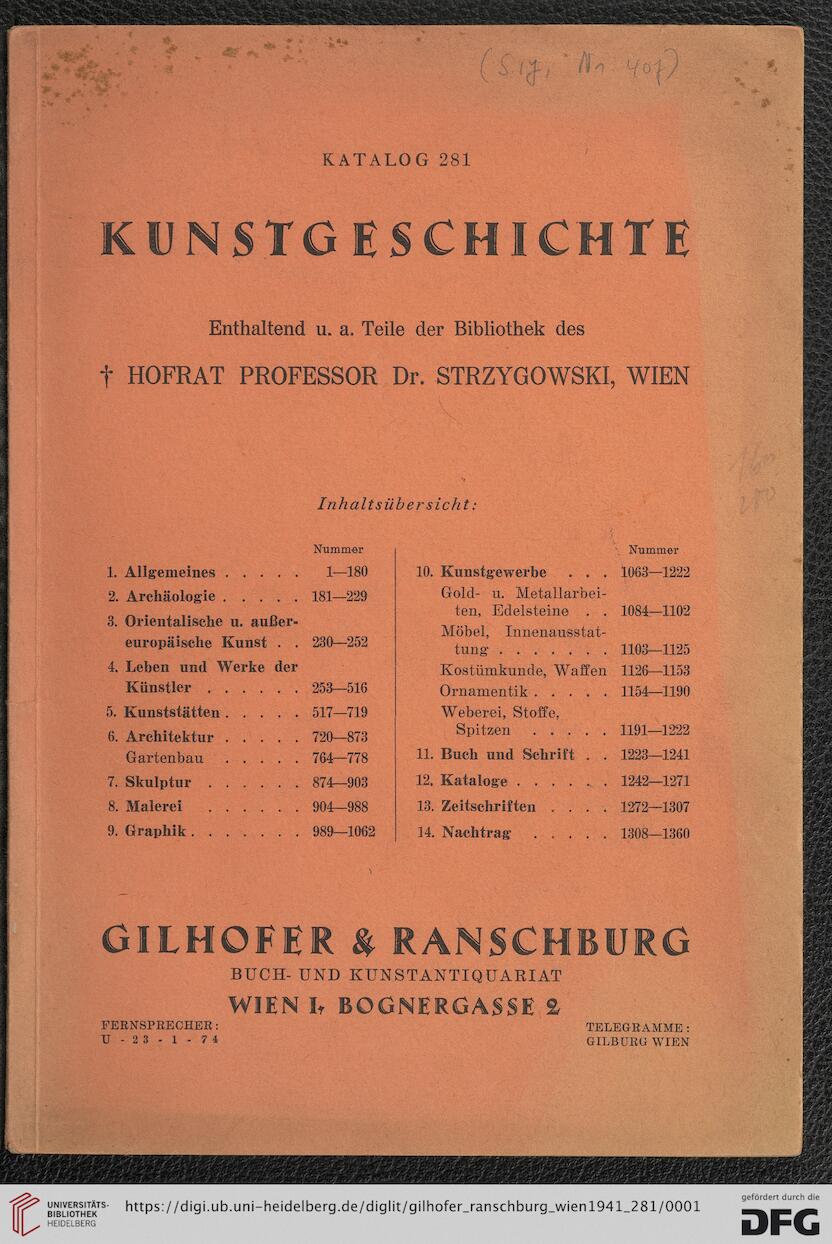 (Sig. Nr 407)
KATALOG 281
KUNSTGESCHICHTE
Enthaltend u. a. Teile der Bibliothek des
† HOFRAT PROFESSOR Dr. STRZYGOWSKI, WIEN
Inhaltsübersicht:
Nummer
1. Allgemeines . . . . . 1—180
2. Archäologie . . . . . 181—229
3. Orientalische u. außer-
europäische Kunst . . 230—252
4. Leben und Werke der
Künstler . . . . . . 253—516
5. Kunststätten . . . . . 517—719
6. Architektur . . . . . 720—873
Gartenbau . . . . . 764—778
7. Skulptur . . . . . . 874—903
8. Malerei . . . . . . 904—988
9. Graphik . . . . . . . 989—1062
Nummer
10. Kunstgewerbe . . . 1063—1222
Gold- u. Metallarbei-
ten, Edelsteine . . 1084—1102
Möbel, Innenausstat-
tung . . . . . . . 1103—1125
Kostümkunde, Waffen 1126—1153
Ornamentik . . . . . 1154—1190
Weberei, Stoffe,
Spitzen . . . . . 1191—1222
11. Buch und Schrift . . 1223—1241
12. Kataloge . . . . . . 1242—1271
13. Zeitschriften . . . . 1272—1307
14. Nachtrag . . . . . 1308—1360
GILHOFER & RANSCHBURG
BUCH- UND KUNSTANTIQUARIAT
WIEN I, BOGNERGASSE 2
FERNSPRECHER:
U - 23 - 1 - 74
TELEGRAMME:
GILBURG WIEN
UNIVERSITÄTS-
BIBLIOTHEK
HEIDELBERG
https://digi.ub.uni-heidelberg.de/diglit/gilhofer_ranschburg_wien1941_281/0001
gefördert durch die
DFG